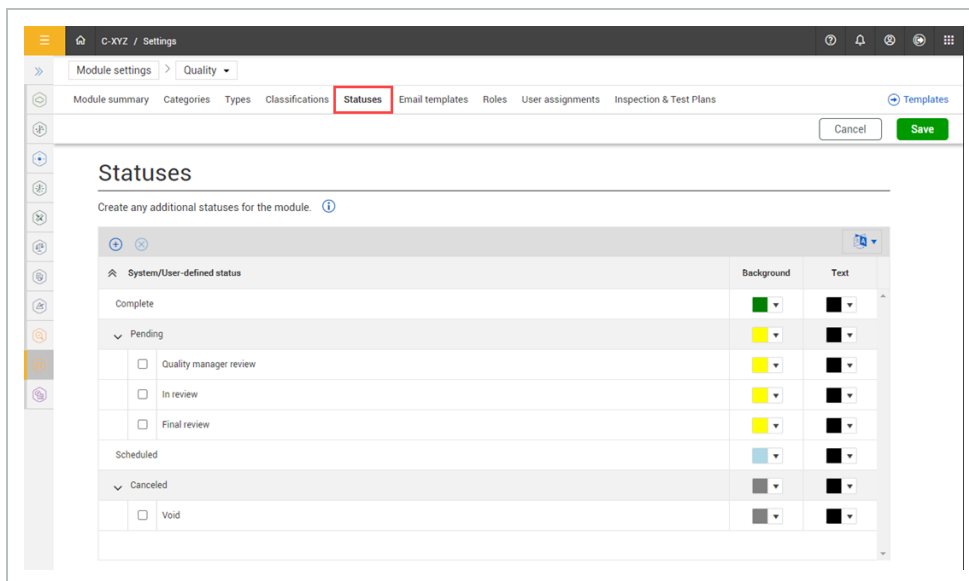 C-XYZ / Settings
Module settings > Quality
Module summary Categories Types Classifications Statuses Email templates Roles User assignments Inspection & Test Plans Templates
Cancel Save
Statuses
Create any additional statuses for the module.
System/User-defined status Background Text
Complete
Pending
Quality manager review
In review
Final review
Scheduled
Canceled
Void